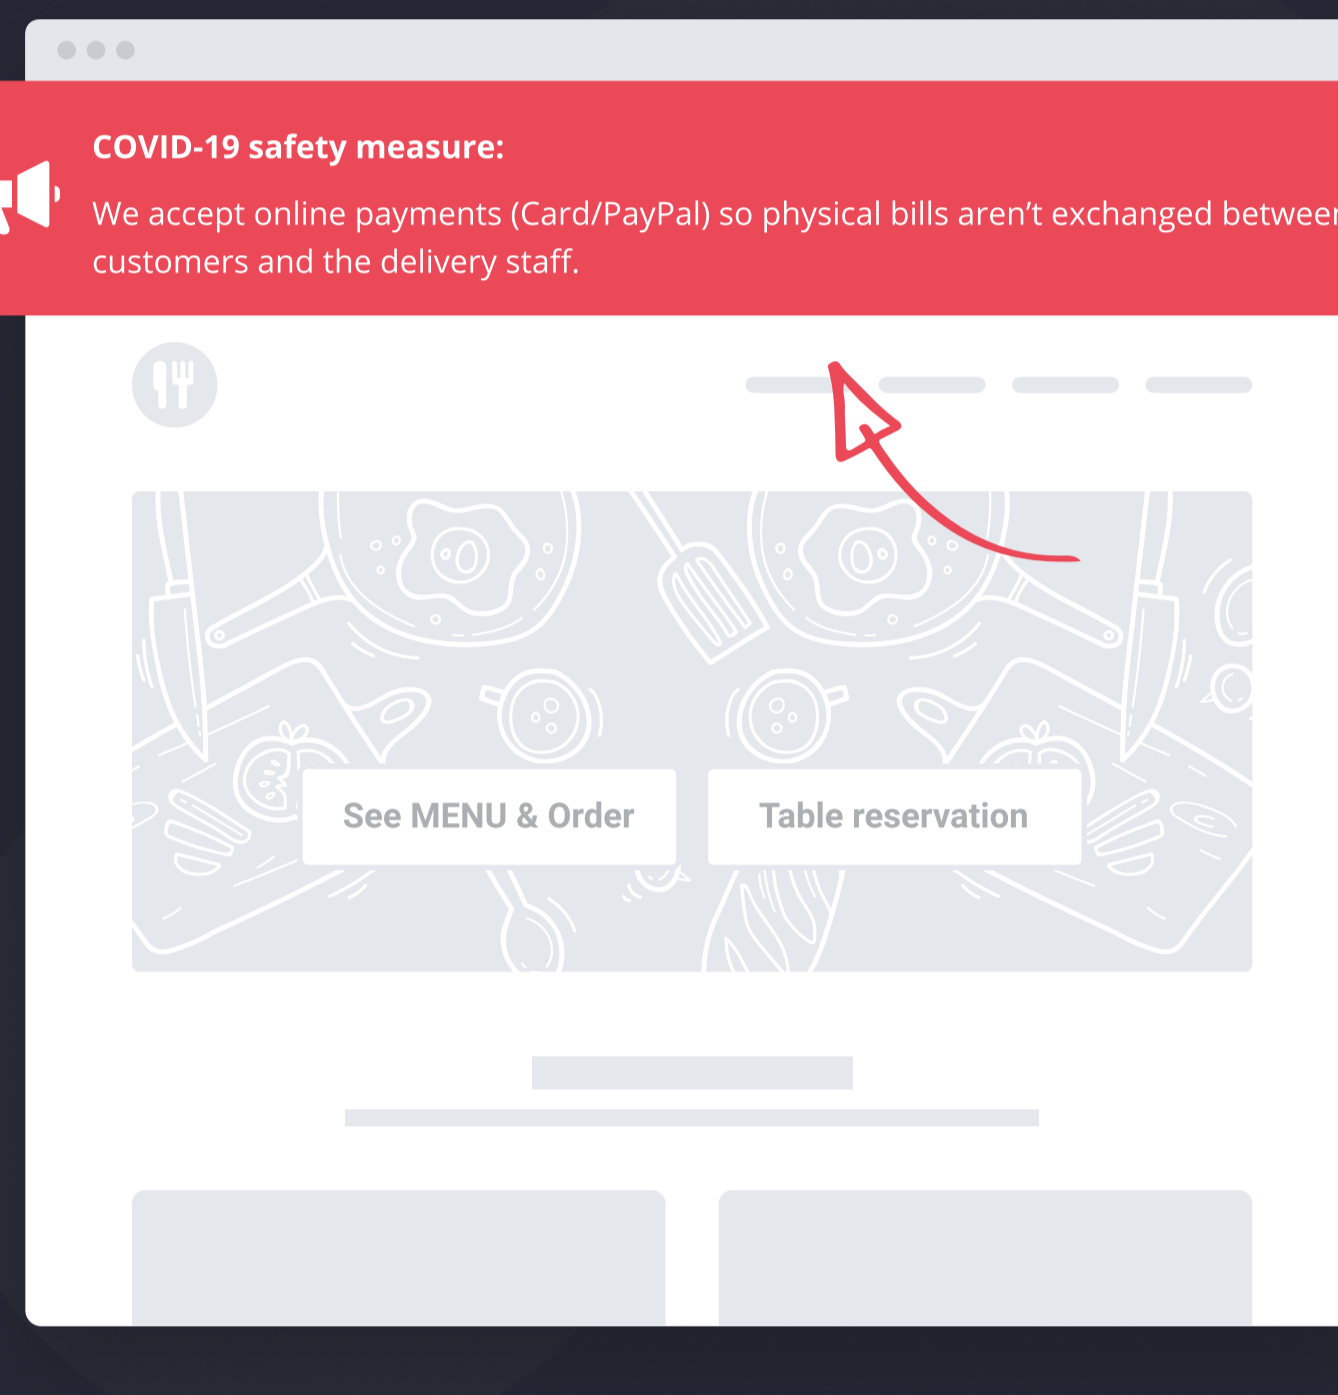 COVID-19 safety measure:
We accept online payments (Card/PayPal) so physical bills aren’t exchanged between
customers and the delivery staff.
See MENU & Order
Table reservation